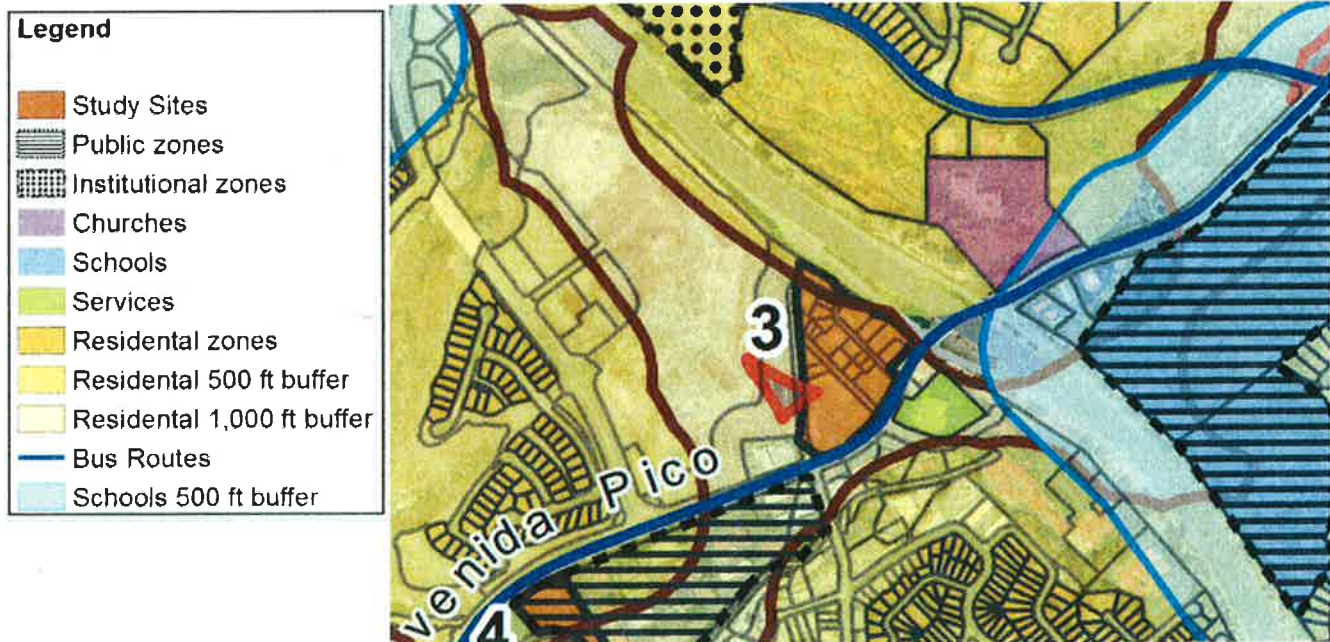 Legend
Study Sites
Public zones
Institutional zones
Churches
Schools
Services
Residental zones
Residental 500 ft buffer
Residental 1,000 ft buffer
Bus Routes
Schools 500 ft buffer
3
venida Pico
4